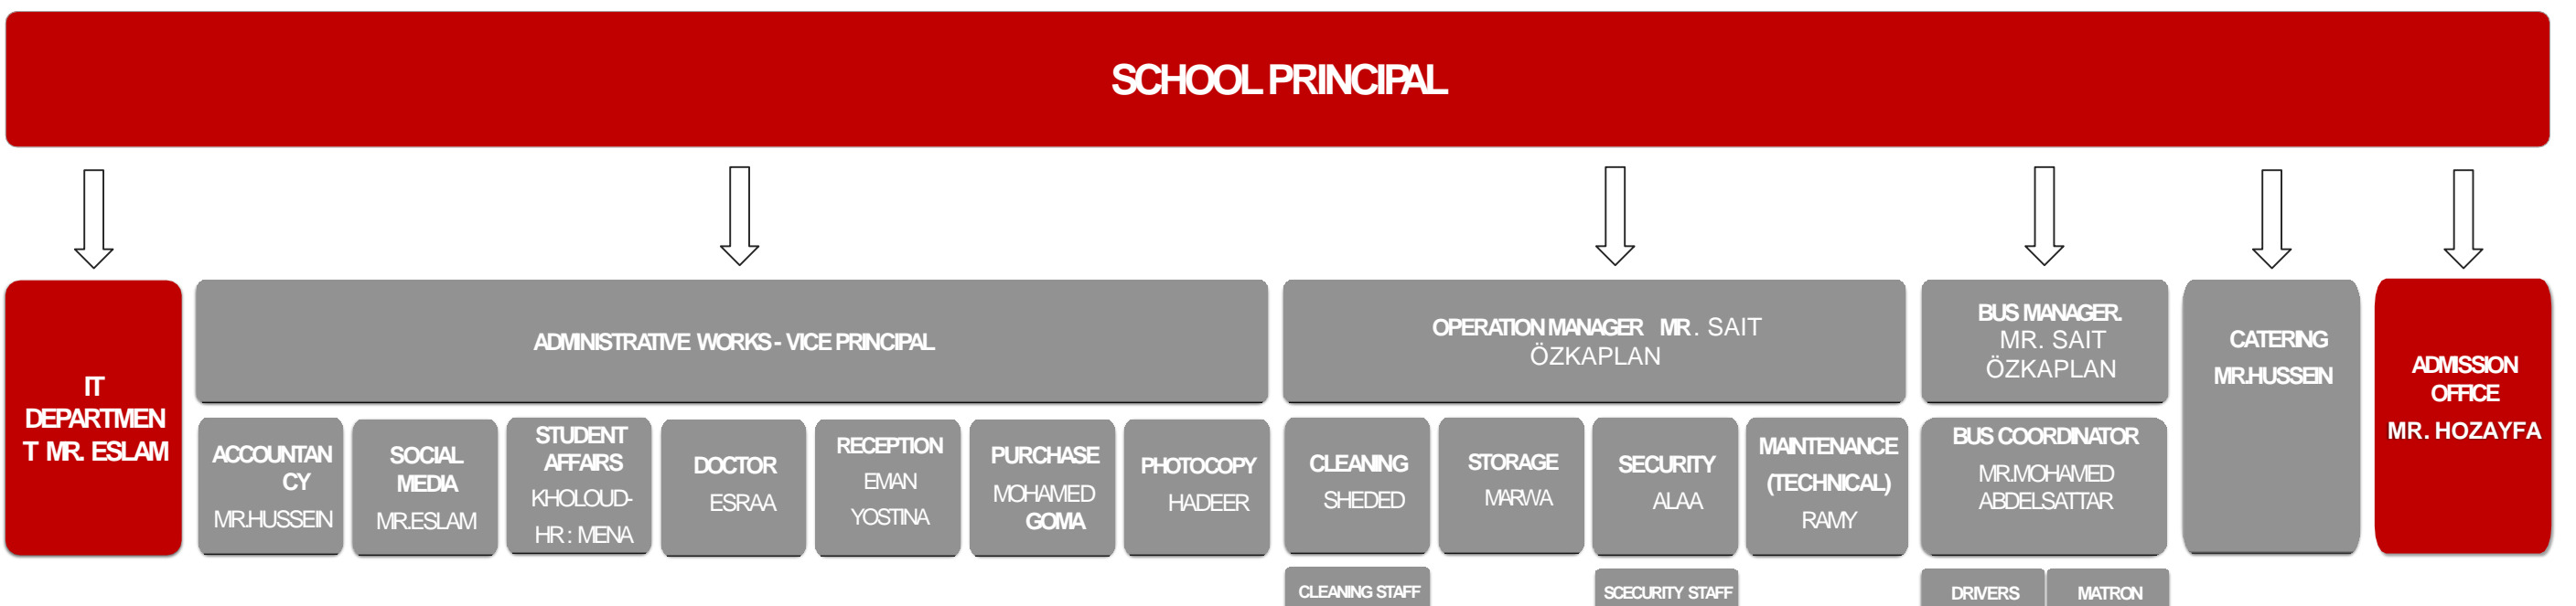 SCHOOL PRINCIPAL
IT
DEPARTMEN
T MR. ESLAM
ADMINISTRATIVE WORKS - VICE PRINCIPAL
ACCOUNTAN
CY
MR.HUSSEIN
SOCIAL
MEDIA
MR.ESLAM
STUDENT
AFFAIRS
KHOLOUD-
HR : MENA
DOCTOR
ESRAA
RECEPTION
EMAN
YOSTINA
PURCHASE
MOHAMED
GOMA
PHOTOCOPY
HADEER
OPERATION MANAGER MR. SAIT
ÖZKAPLAN
CLEANING
SHEDED
STORAGE
MARWA
SECURITY
ALAA
MAINTENANCE
(TECHNICAL)
RAMY
CLEANING STAFF
SCECURITY STAFF
BUS MANAGER.
MR. SAIT
ÖZKAPLAN
BUS COORDINATOR
MR.MOHAMED
ABDELSATTAR
DRIVERS
MATRON
CATERING
MR.HUSSEIN
ADMISSION
OFFICE
MR. HOZAYFA